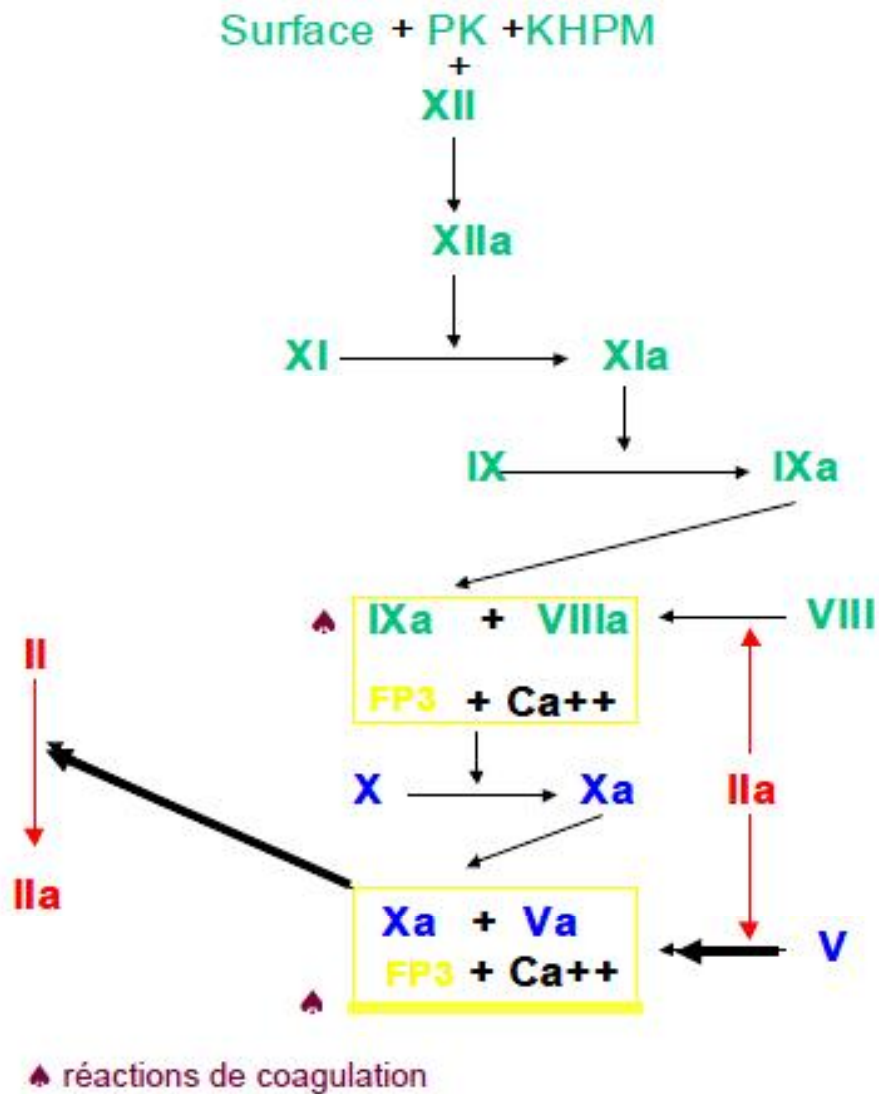 Surface + PK +KHPM
+
XII
XIIa
XI XIa
IX IXa
♠ IXa + VIIIa VIII
II
FP3 + Ca++
X Xa IIa
IIa
Xa + Va V
FP3 + Ca++
♠
♠ réactions de coagulation